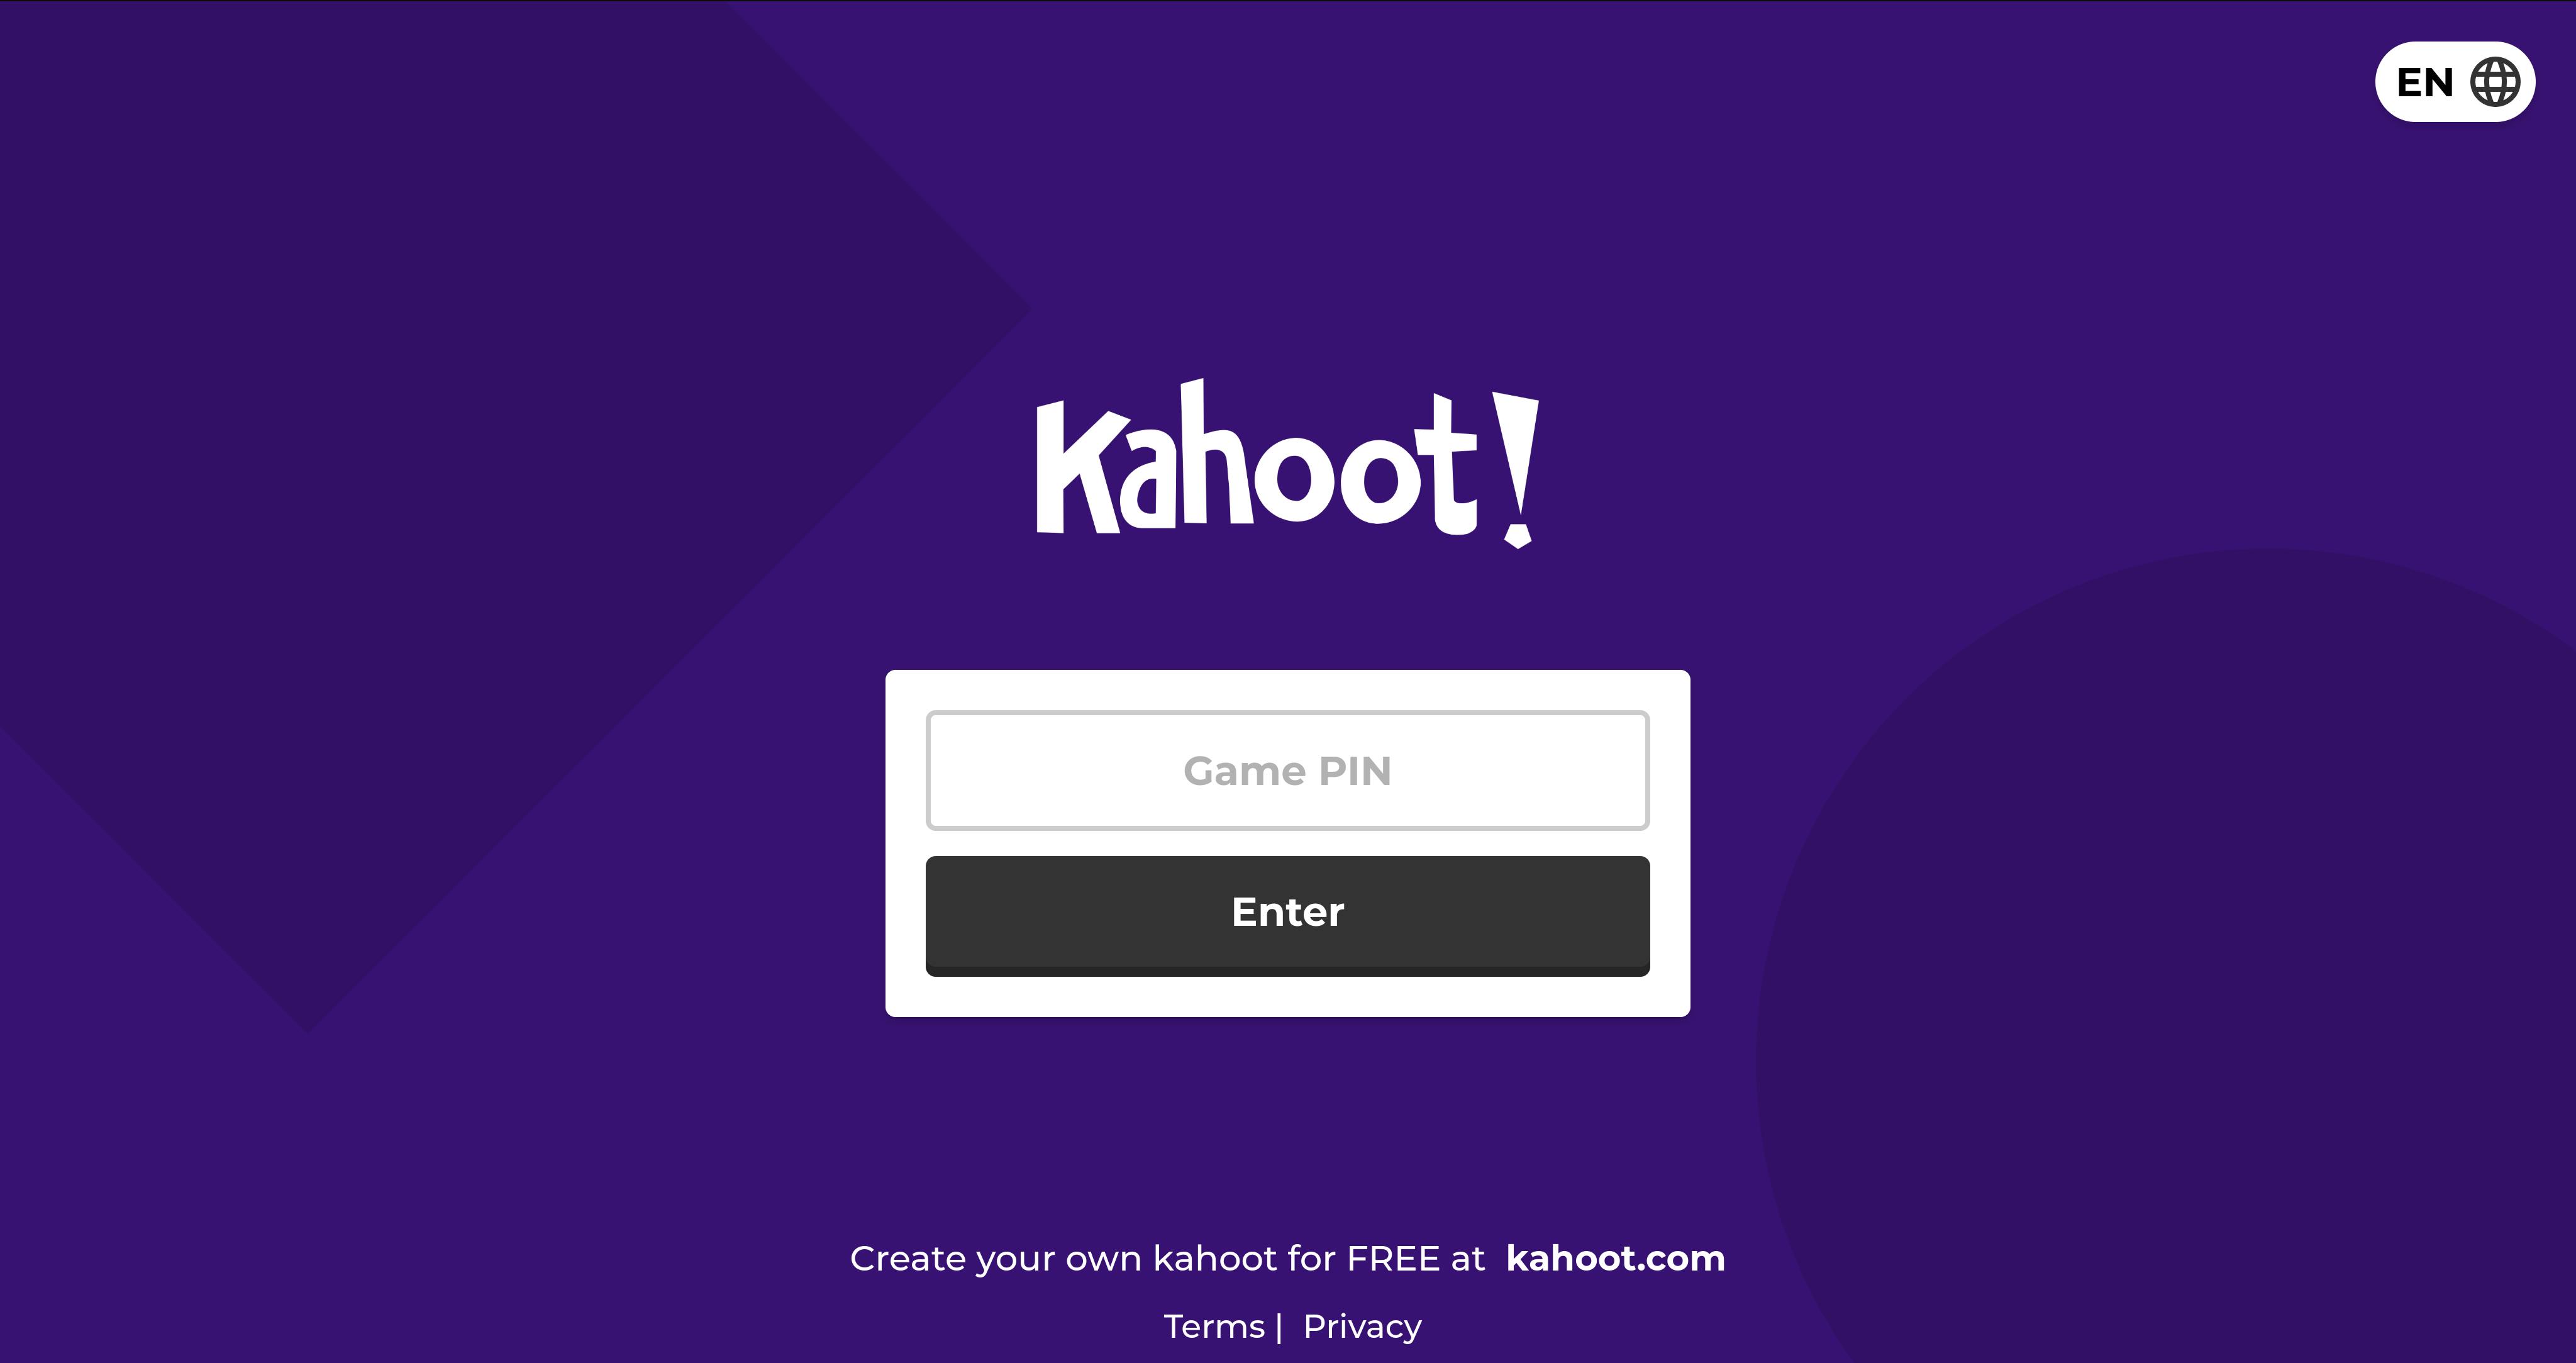 EN
Kahoot!
Game PIN
Enter
Create your own kahoot for FREE at kahoot.com
Terms | Privacy